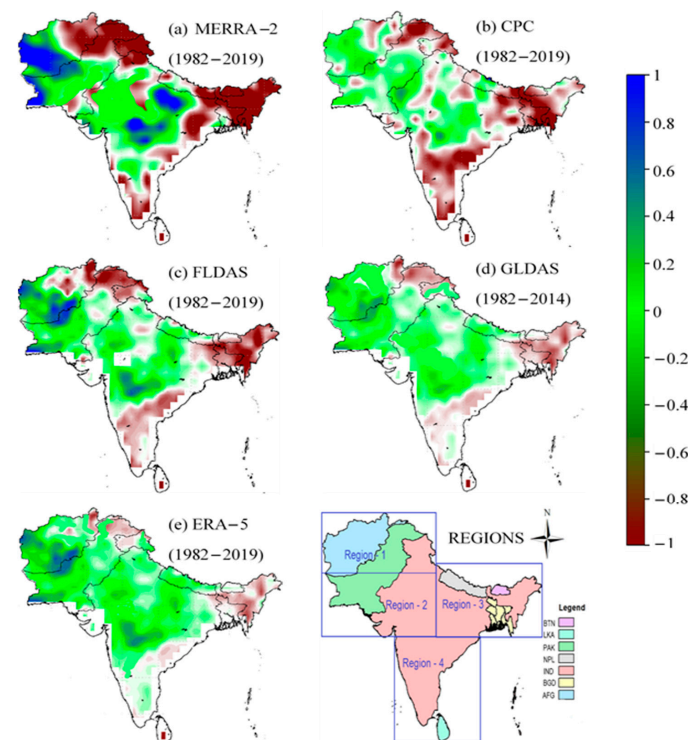 (a) MERRA−2
(1982−2019)
(b) CPC
(1982−2019)
(c) FLDAS
(1982−2019)
(d) GLDAS
(1982−2014)
(e) ERA−5
(1982−2019)
1
0.8
0.6
0.4
0.2
0
−0.2
−0.4
−0.6
−0.8
−1
REGIONS
N
Region - 1
Region - 2
Region - 3
Region - 4
Legend
BTN
LKA
PAK
NPL
IND
BGD
AFG